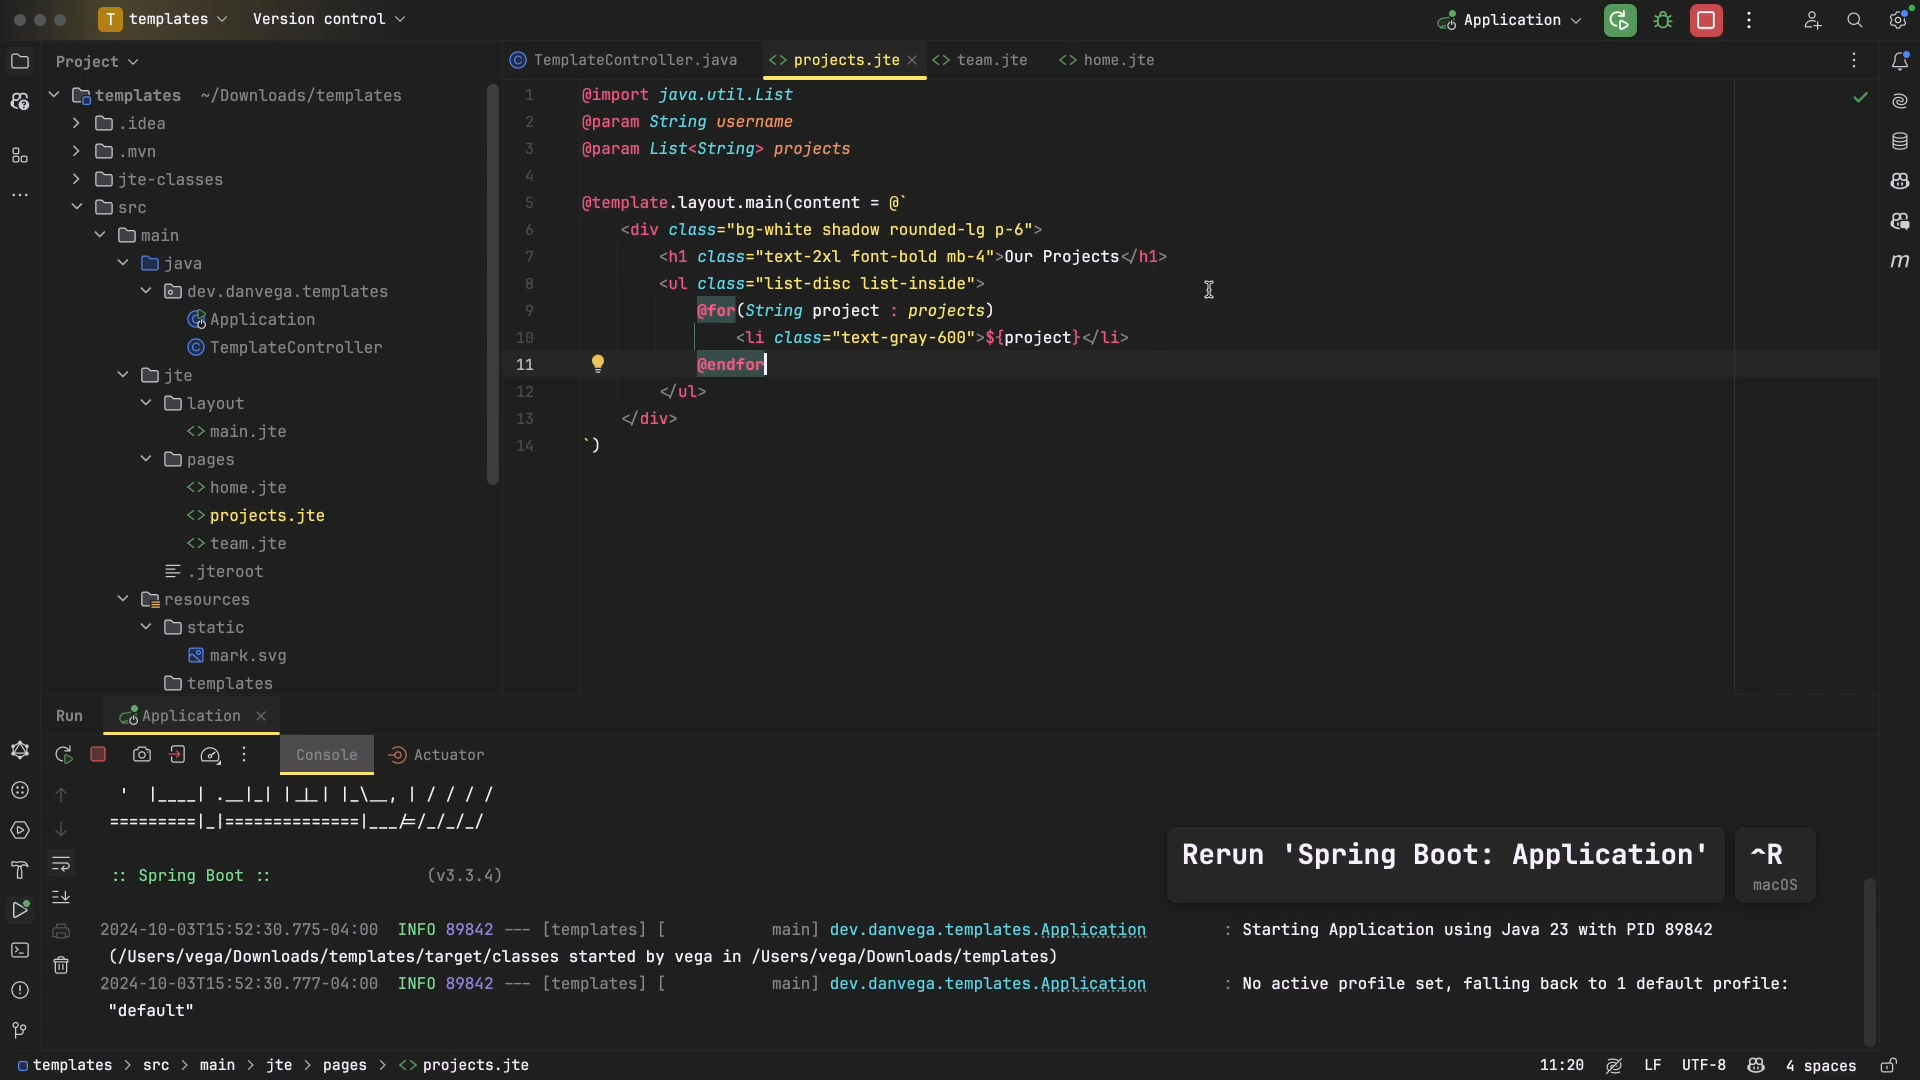 T templates Version control Application
Project
templates ~/Downloads/templates
.idea
.mvn
jte-classes
src
main
java
dev.danvega.templates
Application
TemplateController
jte
layout
main.jte
pages
home.jte
projects.jte
team.jte
.jteroot
resources
static
mark.svg
templates
TemplateController.java projects.jte team.jte home.jte
1 @import java.util.List
2 @param String username
3 @param List<String> projects
4
5 @template.layout.main(content = @`
6 <div class="bg-white shadow rounded-lg p-6">
7 <h1 class="text-2xl font-bold mb-4">Our Projects</h1>
8 <ul class="list-disc list-inside">
9 @for(String project : projects)
10 <li class="text-gray-600">${project}</li>
11 @endfor
12 </ul>
13 </div>
14 `)
Run Application
Console Actuator
' |____| .__|_| |_|_| |_\__, | / / / /
=========|_|==============|___/=/_/_/_/
:: Spring Boot :: (v3.3.4)
2024-10-03T15:52:30.775-04:00 INFO 89842 --- [templates] [ main] dev.danvega.templates.Application : Starting Application using Java 23 with PID 89842
(/Users/vega/Downloads/templates/target/classes started by vega in /Users/vega/Downloads/templates)
2024-10-03T15:52:30.777-04:00 INFO 89842 --- [templates] [ main] dev.danvega.templates.Application : No active profile set, falling back to 1 default profile:
"default"
Rerun 'Spring Boot: Application' ^R
macOS
templates > src > main > jte > pages > projects.jte 11:20 LF UTF-8 4 spaces